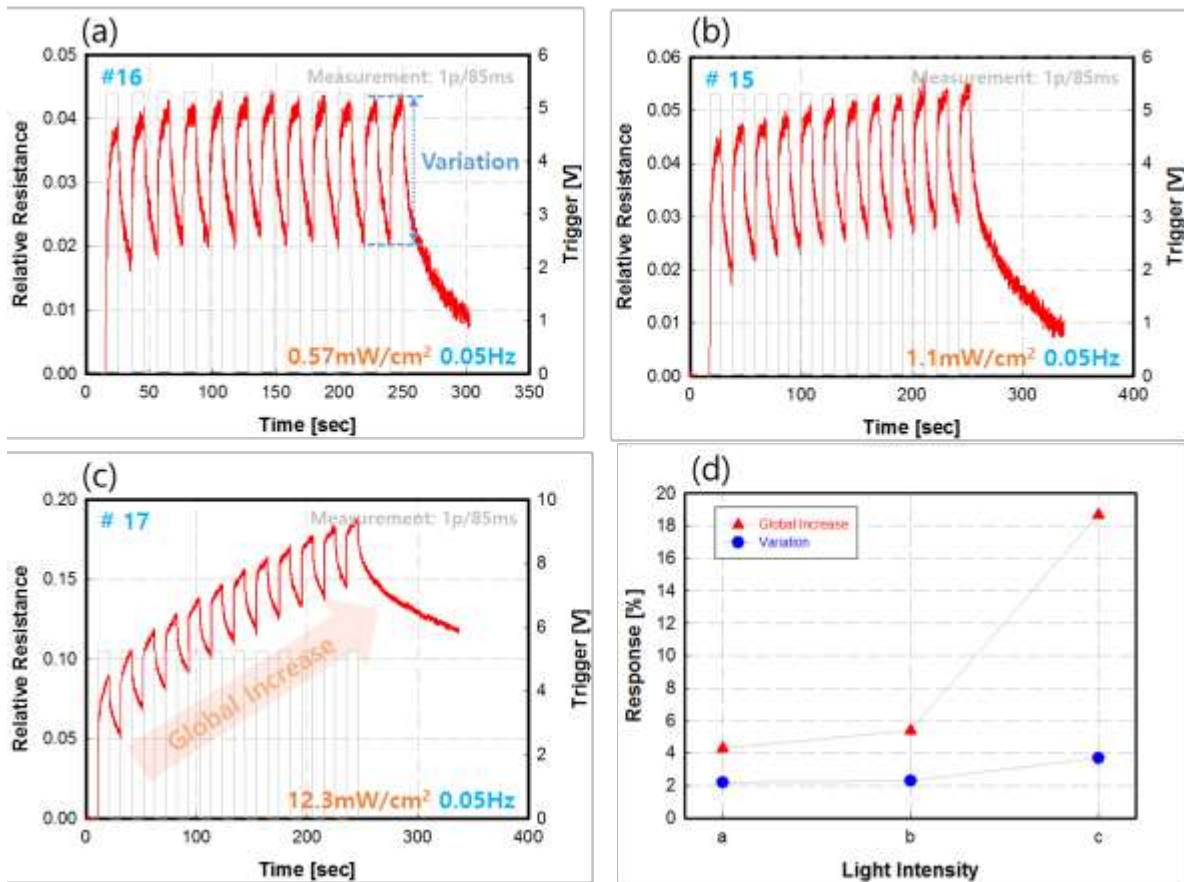 (a)
#16
Measurement: 1p/85ms
Variation
0.57mW/cm² 0.05Hz
Relative Resistance
0.05
0.04
0.03
0.02
0.01
0.00
Trigger [V]
6
5
4
3
2
1
0
0 50 100 150 200 250 300 350
Time [sec]
(b)
# 15
Measurement: 1p/85ms
1.1mW/cm² 0.05Hz
Relative Resistance
0.06
0.05
0.04
0.03
0.02
0.01
0.00
Trigger [V]
6
5
4
3
2
1
0
0 100 200 300 400
Time [sec]
(c)
# 17
Measurement: 1p/85ms
Global Increase
12.3mW/cm² 0.05Hz
Relative Resistance
0.20
0.15
0.10
0.05
0.00
Trigger [V]
10
8
6
4
2
0
0 100 200 300 400
Time [sec]
(d)
Global Increase
Variation
Response [%]
20
18
16
14
12
10
8
6
4
2
0
a b c
Light Intensity